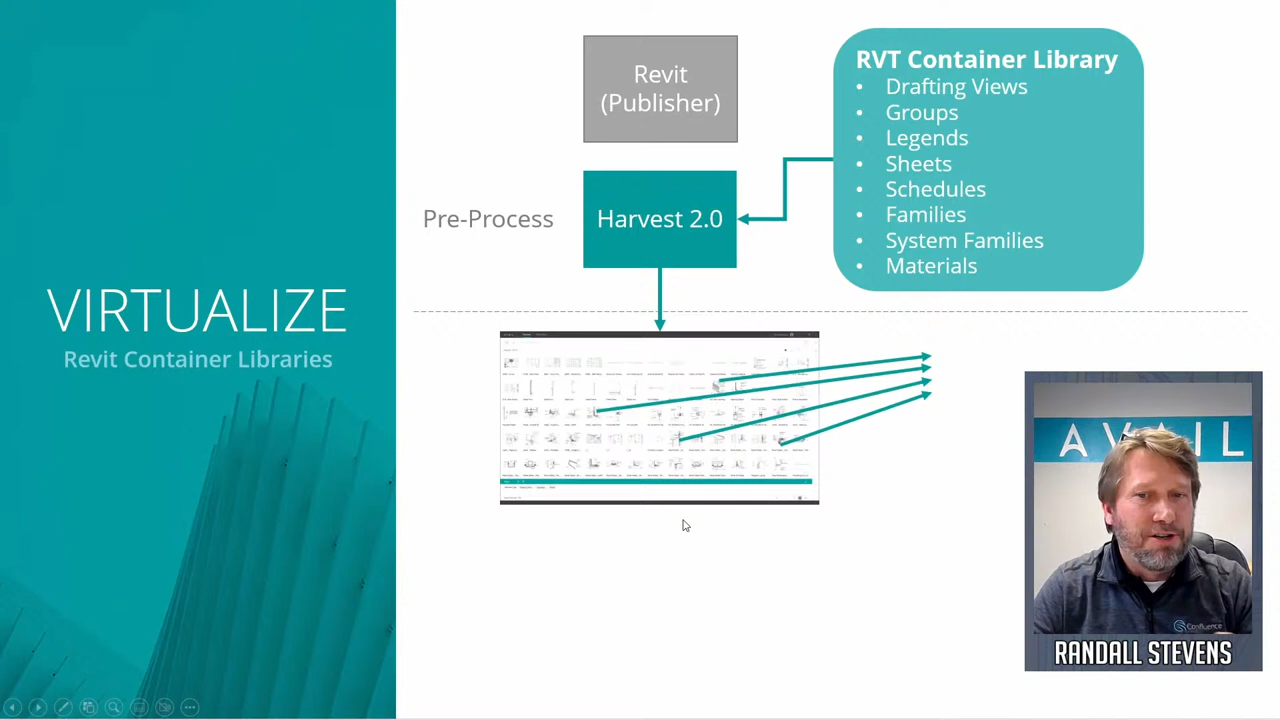 VIRTUALIZE
Revit Container Libraries
Revit
(Publisher)
Pre-Process
Harvest 2.0
RVT Container Library
• Drafting Views
• Groups
• Legends
• Sheets
• Schedules
• Families
• System Families
• Materials
AVAIL
Confluence
RANDALL STEVENS